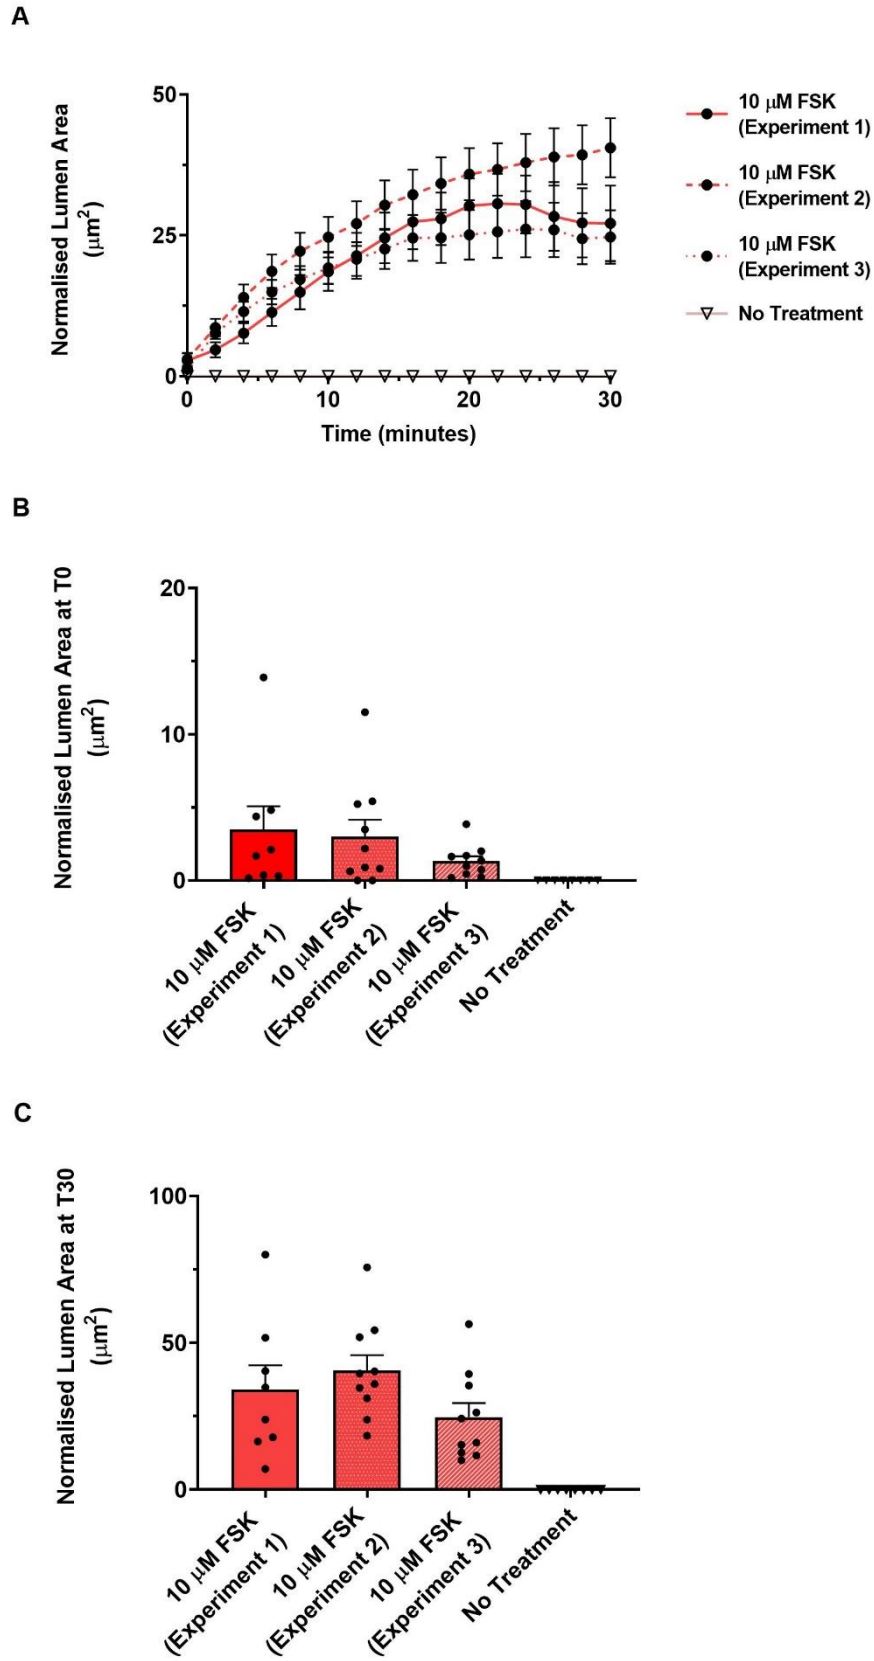 A
Normalised Lumen Area
(μm²)
50
25
0
0
10
20
30
Time (minutes)
10 μM FSK
(Experiment 1)
10 μM FSK
(Experiment 2)
10 μM FSK
(Experiment 3)
No Treatment
B
Normalised Lumen Area at T0
(μm²)
20
10
0
10 μM FSK
(Experiment 1)
10 μM FSK
(Experiment 2)
10 μM FSK
(Experiment 3)
No Treatment
C
Normalised Lumen Area at T30
(μm²)
100
50
0
10 μM FSK
(Experiment 1)
10 μM FSK
(Experiment 2)
10 μM FSK
(Experiment 3)
No Treatment